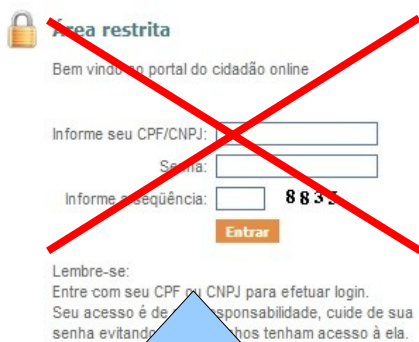 Área restrita
Bem vindo ao portal do cidadão online
Informe seu CPF/CNPJ:
Senha:
Informe a seqüência: 883
Entrar
Lembre-se:
Entre com seu CPF ou CNPJ para efetuar login.
Seu acesso é de responsabilidade, cuide de sua
senha evitando tenham acesso à ela.